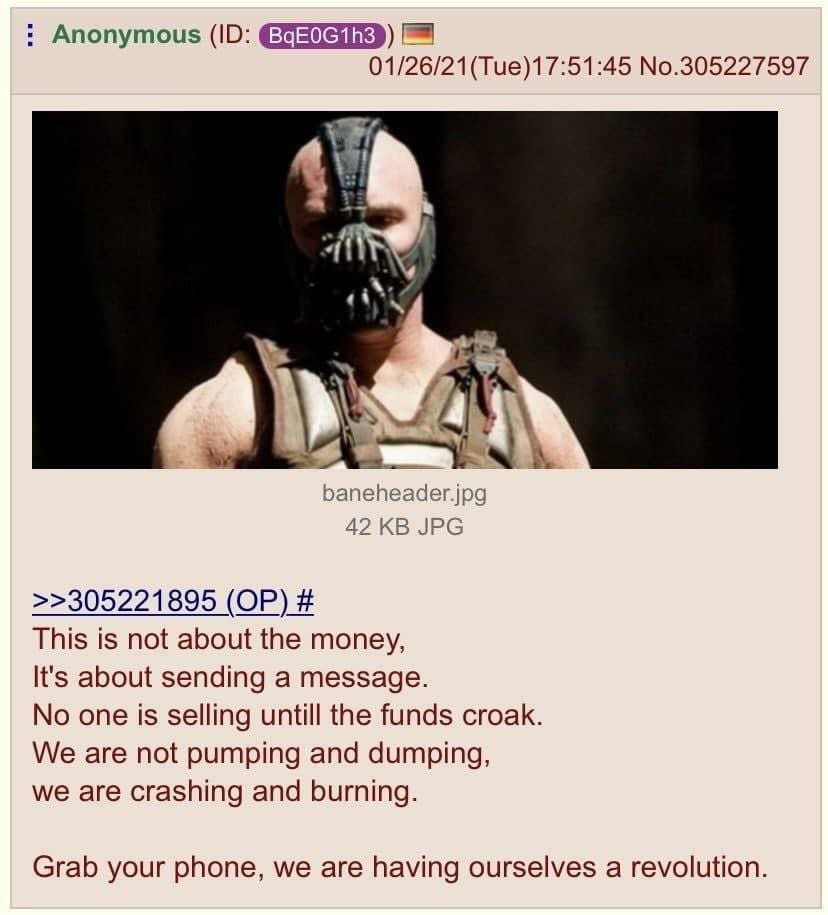 Anonymous (ID: BqE0G1h3)
01/26/21(Tue)17:51:45 No.305227597
baneheader.jpg
42 KB JPG
>>305221895 (OP) #
This is not about the money,
It's about sending a message.
No one is selling untill the funds croak.
We are not pumping and dumping,
we are crashing and burning.
Grab your phone, we are having ourselves a revolution.